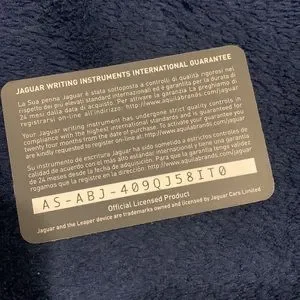 JAGUAR WRITING INSTRUMENTS INTERNATIONAL GUARANTEE
La Sua penna Jaguar è stata sottoposta a controlli di qualità rigorosi nel
rispetto dei più elevati standard internazionali ed è garantita per la durata di
24 mesi dalla data di acquisto. Per attivare la garanzia La preghiamo di
registrarsi on-line all'indirizzo: http://www.aquilabrands.com/jaguar
Your Jaguar writing instrument has undergone strict quality controls in
compliance with the highest international standards and is guaranteed for
twenty four months from the date of purchase. To activate your guarantee you
are kindly requested to register on-line at: http://www.aquilabrands.com/jaguar
Su instrumento de escritura Jaguar ha sido sometido a estrictos controles de
calidad de acuerdo con el más alto estándar internacional y tiene una garantía
de 24 meses desde la fecha de adquisición. Para que la garantía sea válida le
rogamos que la registre en la dirección: http://www.aquilabrands.com/jaguar
AS-ABJ-409QJ58IT0
Official Licensed Product
Jaguar and the Leaper device are trademarks owned and licensed by Jaguar Cars Limited